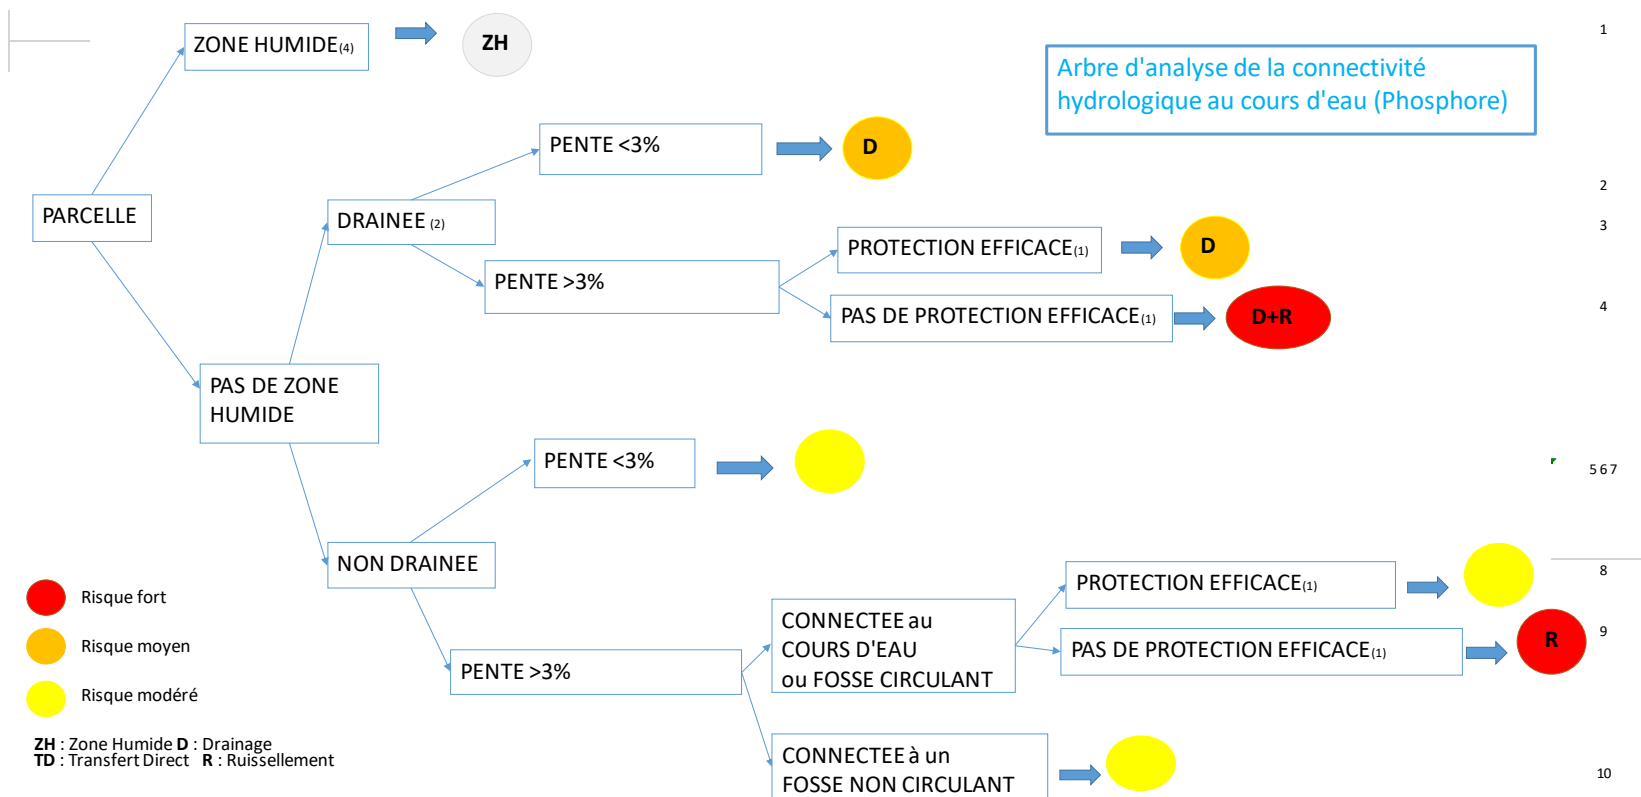 ZONE HUMIDE(4)
ZH
1
Arbre d'analyse de la connectivité
hydrologique au cours d'eau (Phosphore)
PENTE <3%
D
2
PARCELLE
DRAINEE (2)
3
PROTECTION EFFICACE(1)
D
PENTE >3%
PAS DE PROTECTION EFFICACE(1)
D+R
4
PAS DE ZONE
HUMIDE
PENTE <3%
5 6 7
NON DRAINEE
PROTECTION EFFICACE(1)
8
Risque fort
CONNECTEE au
COURS D'EAU
ou FOSSE CIRCULANT
PAS DE PROTECTION EFFICACE(1)
R
9
Risque moyen
PENTE >3%
Risque modéré
ZH : Zone Humide D : Drainage
TD : Transfert Direct R : Ruissellement
CONNECTEE à un
FOSSE NON CIRCULANT
10